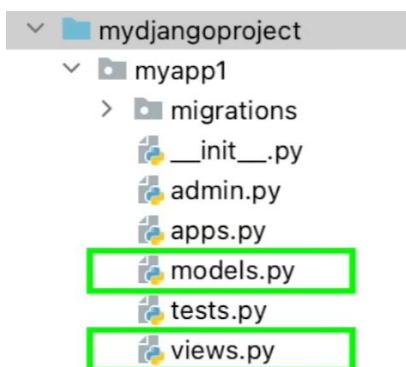 mydjangoproject
myapp1
migrations
__init__.py
admin.py
apps.py
models.py
tests.py
views.py